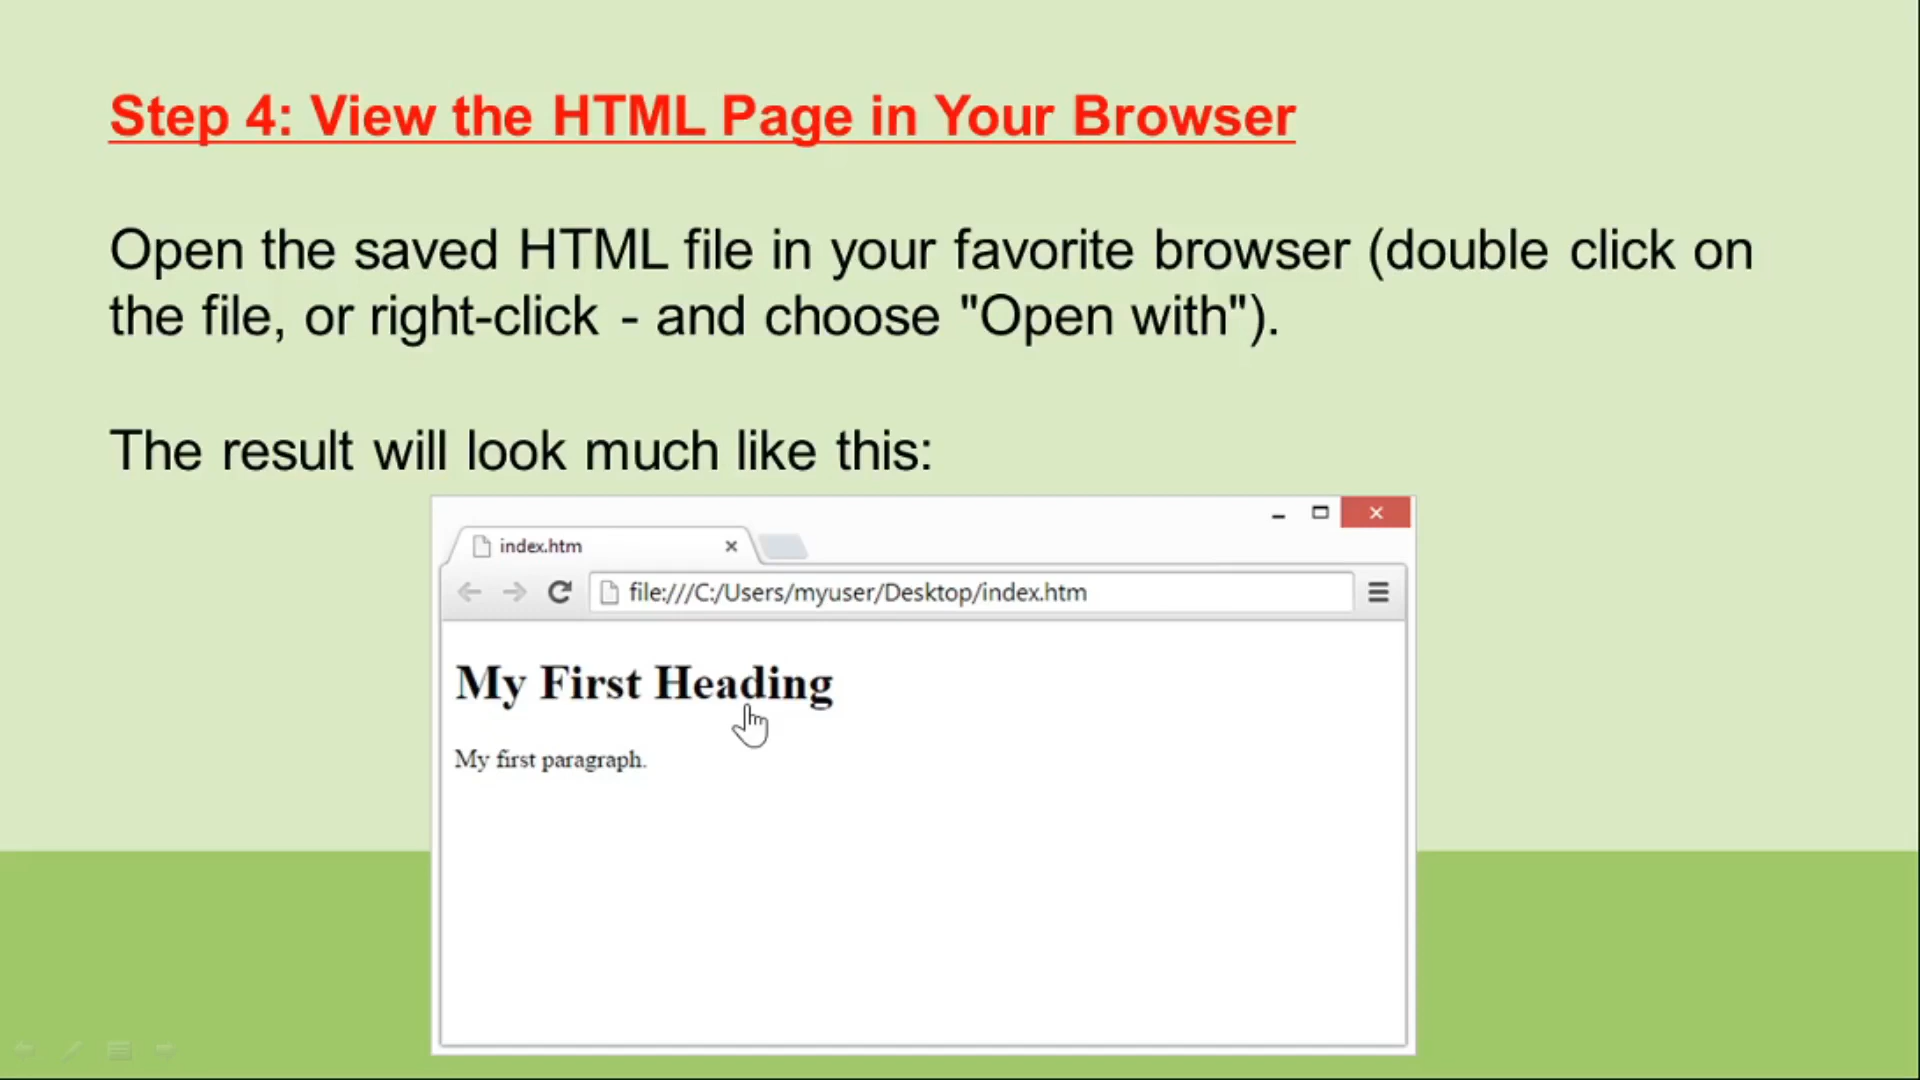 Step 4: View the HTML Page in Your Browser
Open the saved HTML file in your favorite browser (double click on
the file, or right-click - and choose "Open with").
The result will look much like this:
index.htm
file:///C:/Users/myuser/Desktop/index.htm
My First Heading
My first paragraph.